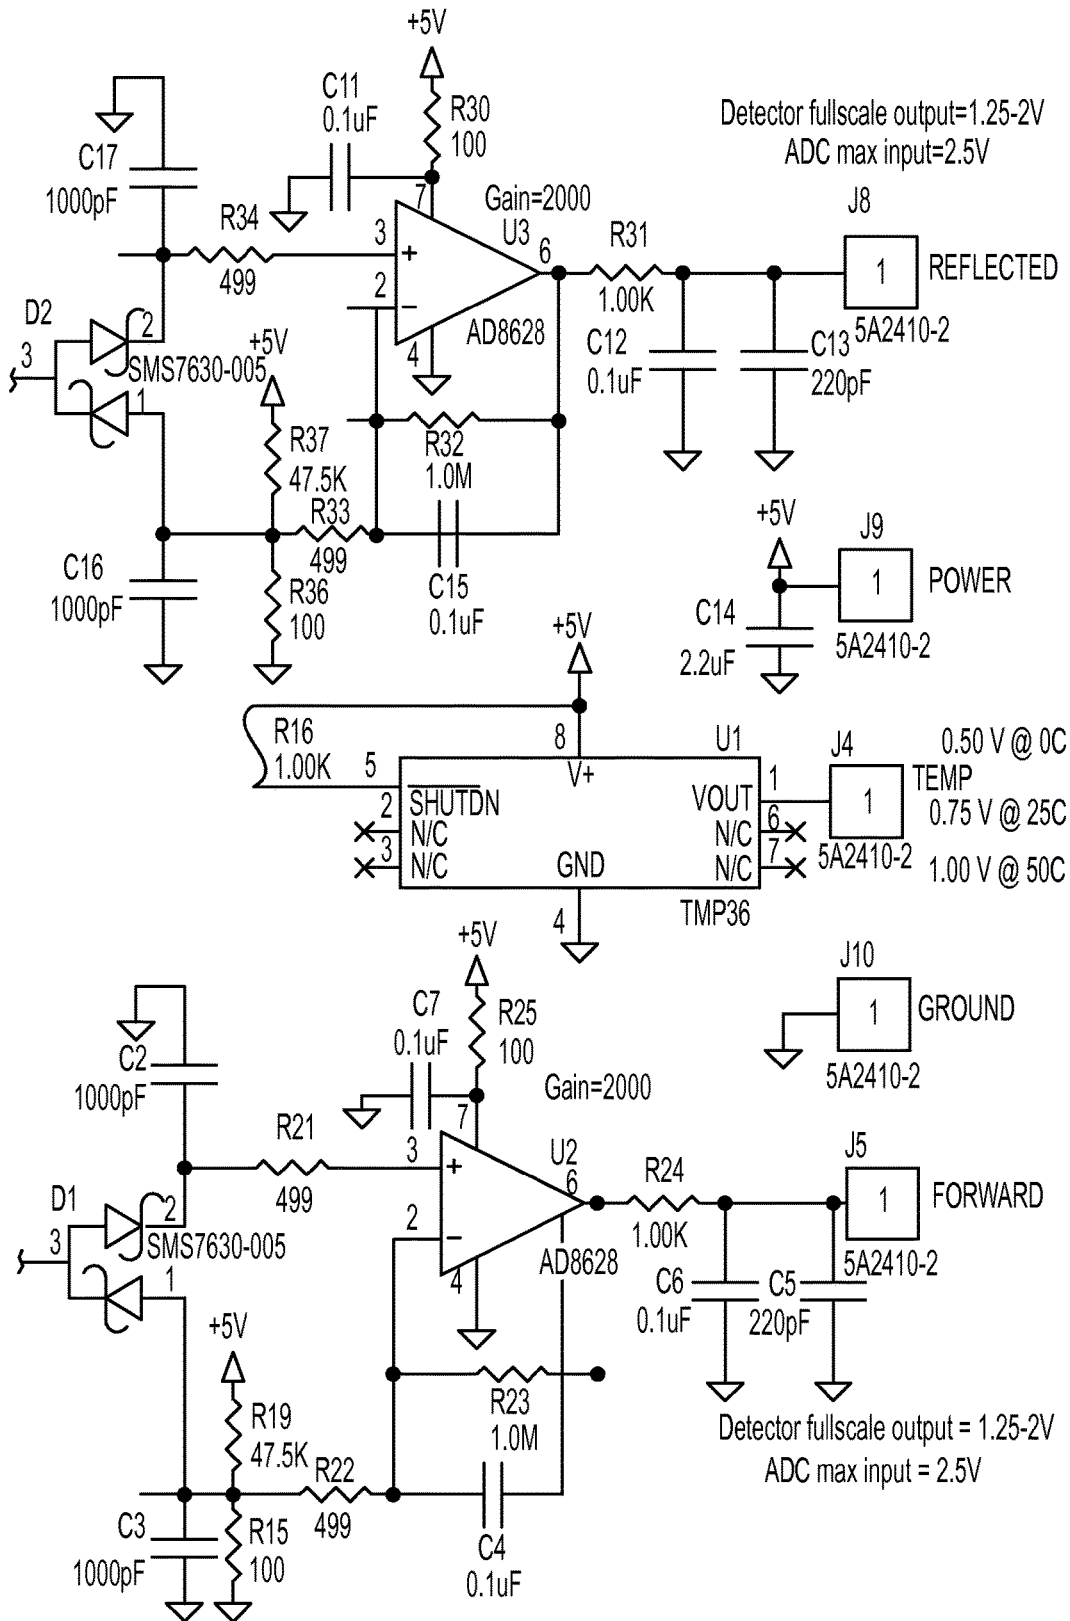 +5V
C11
0.1uF
R30
100
Detector fullscale output=1.25-2V
ADC max input=2.5V
C17
1000pF
7
Gain=2000
U3
J8
R34
499
3
+
6
R31
1.00K
1
REFLECTED
5A2410-2
2
−
AD8628
4
D2
3
2
SMS7630-005
1
+5V
C12
0.1uF
C13
220pF
R37
47.5K
R32
1.0M
R33
499
C16
1000pF
R36
100
C15
0.1uF
+5V
J9
1
POWER
C14
2.2uF
5A2410-2
+5V
R16
1.00K
8
U1
J4
0.50 V @ 0C
5
V+
1
1
TEMP
SHUTDN
VOUT
0.75 V @ 25C
2
N/C
N/C
6
5A2410-2
3
N/C
GND
N/C
7
1.00 V @ 50C
TMP36
4
+5V
J10
1
GROUND
5A2410-2
C7
0.1uF
R25
100
C2
1000pF
Gain=2000
7
R21
499
3
+
U2
6
R24
1.00K
J5
1
FORWARD
5A2410-2
D1
3
2
SMS7630-005
1
2
−
4
AD8628
C6
0.1uF
C5
220pF
+5V
R19
47.5K
R23
1.0M
Detector fullscale output = 1.25-2V
ADC max input = 2.5V
R22
499
C3
1000pF
R15
100
C4
0.1uF